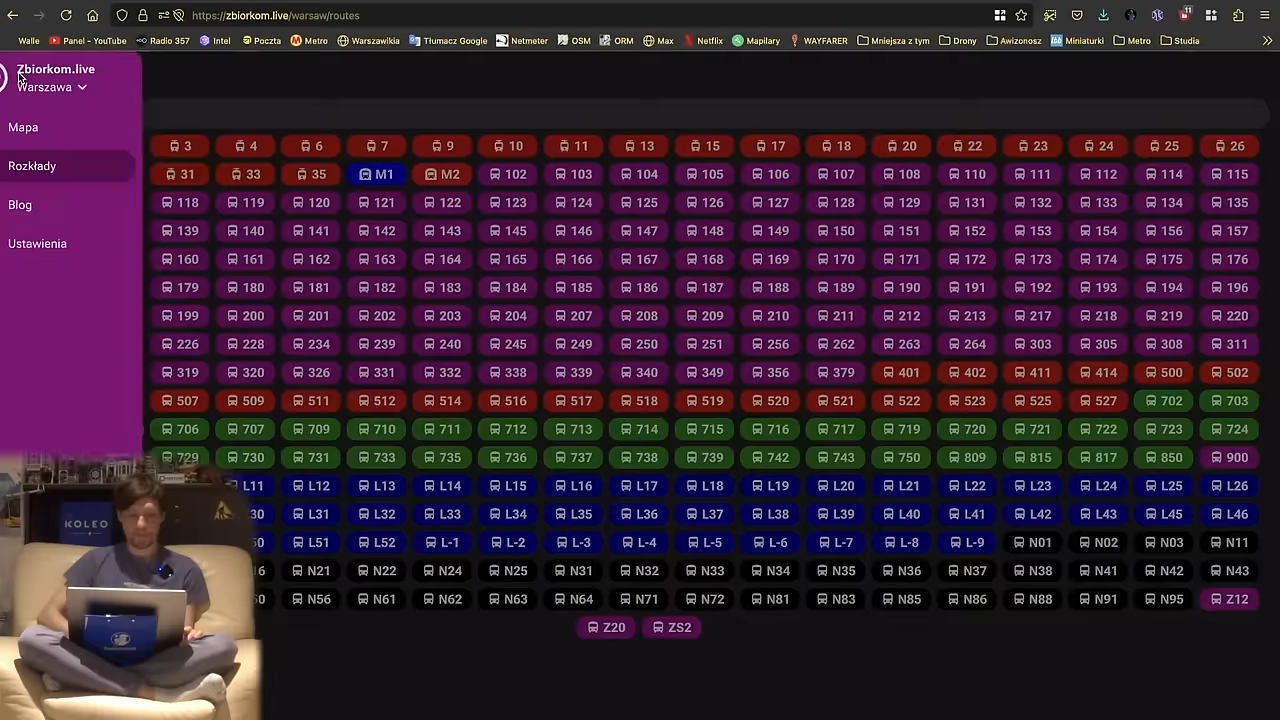 https://zbiorkom.live/warsaw/routes
11
Walle Panel - YouTube Radio 357 Intel Poczta Metro Warszawikia Tłumacz Google Netmeter OSM ORM Max Netflix Mapilary WAYFARER Mniejsza z tym Drony Awizonosz Miniaturki Metro Studia
Zbiorkom.live
Warszawa
Mapa
Rozkłady
Blog
Ustawienia
3 4 6 7 9 10 11 13 15 17 18 20 22 23 24 25 26
31 33 35 M1 M2 102 103 104 105 106 107 108 110 111 112 114 115
118 119 120 121 122 123 124 125 126 127 128 129 131 132 133 134 135
139 140 141 142 143 145 146 147 148 149 150 151 152 153 154 156 157
160 161 162 163 164 165 166 167 168 169 170 171 172 173 174 175 176
179 180 181 182 183 184 185 186 187 188 189 190 191 192 193 194 196
199 200 201 202 203 204 207 208 209 210 211 212 213 217 218 219 220
226 228 234 239 240 245 249 250 251 256 262 263 264 303 305 308 311
319 320 326 331 332 338 339 340 349 356 379 401 402 411 414 500 502
507 509 511 512 514 516 517 518 519 520 521 522 523 525 527 702 703
706 707 709 710 711 712 713 714 715 716 717 719 720 721 722 723 724
729 730 731 733 735 736 737 738 739 742 743 750 809 815 817 850 900
L11 L12 L13 L14 L15 L16 L17 L18 L19 L20 L21 L22 L23 L24 L25 L26
30 L31 L32 L33 L34 L35 L36 L37 L38 L39 L40 L41 L42 L43 L45 L46
50 L51 L52 L-1 L-2 L-3 L-4 L-5 L-6 L-7 L-8 L-9 N01 N02 N03 N11
16 N21 N22 N24 N25 N31 N32 N33 N34 N35 N36 N37 N38 N41 N42 N43
50 N56 N61 N62 N63 N64 N71 N72 N81 N83 N85 N86 N88 N91 N95 Z12
Z20 ZS2
KOLEO